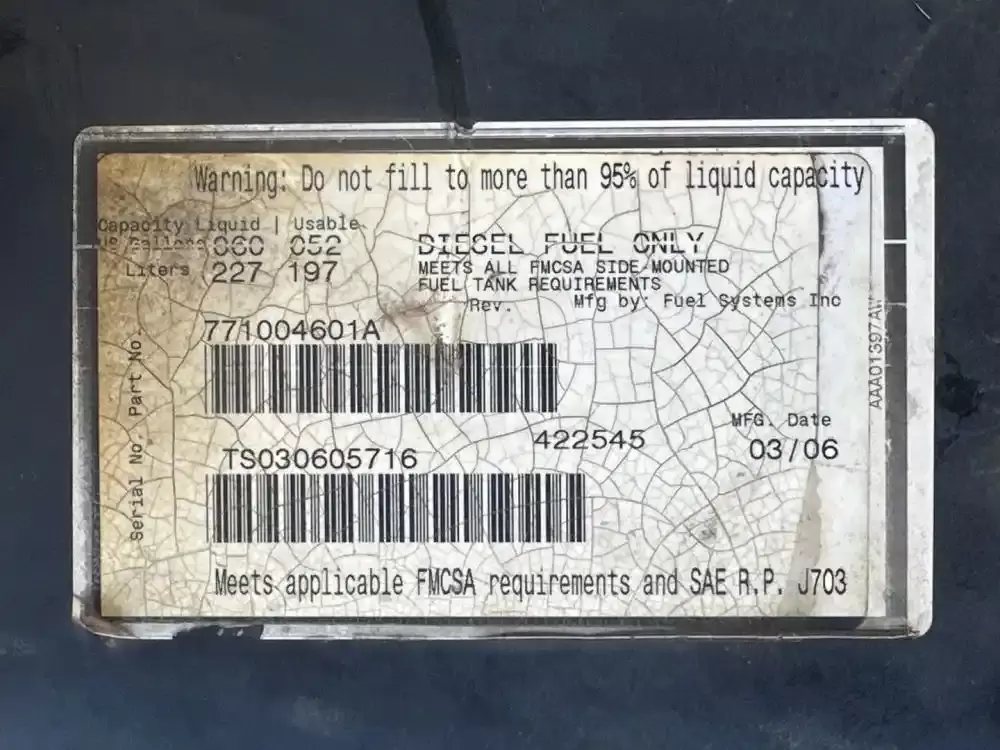 Warning: Do not fill to more than 95% of liquid capacity
Capacity Liquid | Usable
US Gallons 060 052
Liters 227 197
DIESEL FUEL ONLY
MEETS ALL FMCSA SIDE MOUNTED
FUEL TANK REQUIREMENTS
Rev. Mfg by: Fuel Systems Inc
Part No.
771004601A
MFG. Date
03/06
422545
Serial No.
TS030605716
Meets applicable FMCSA requirements and SAE R.P. J703